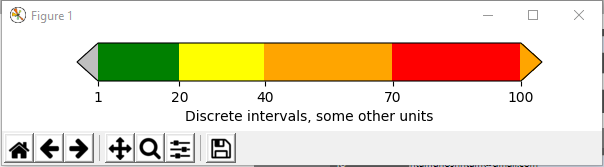 Figure 1
1 20 40 70 100
Discrete intervals, some other units